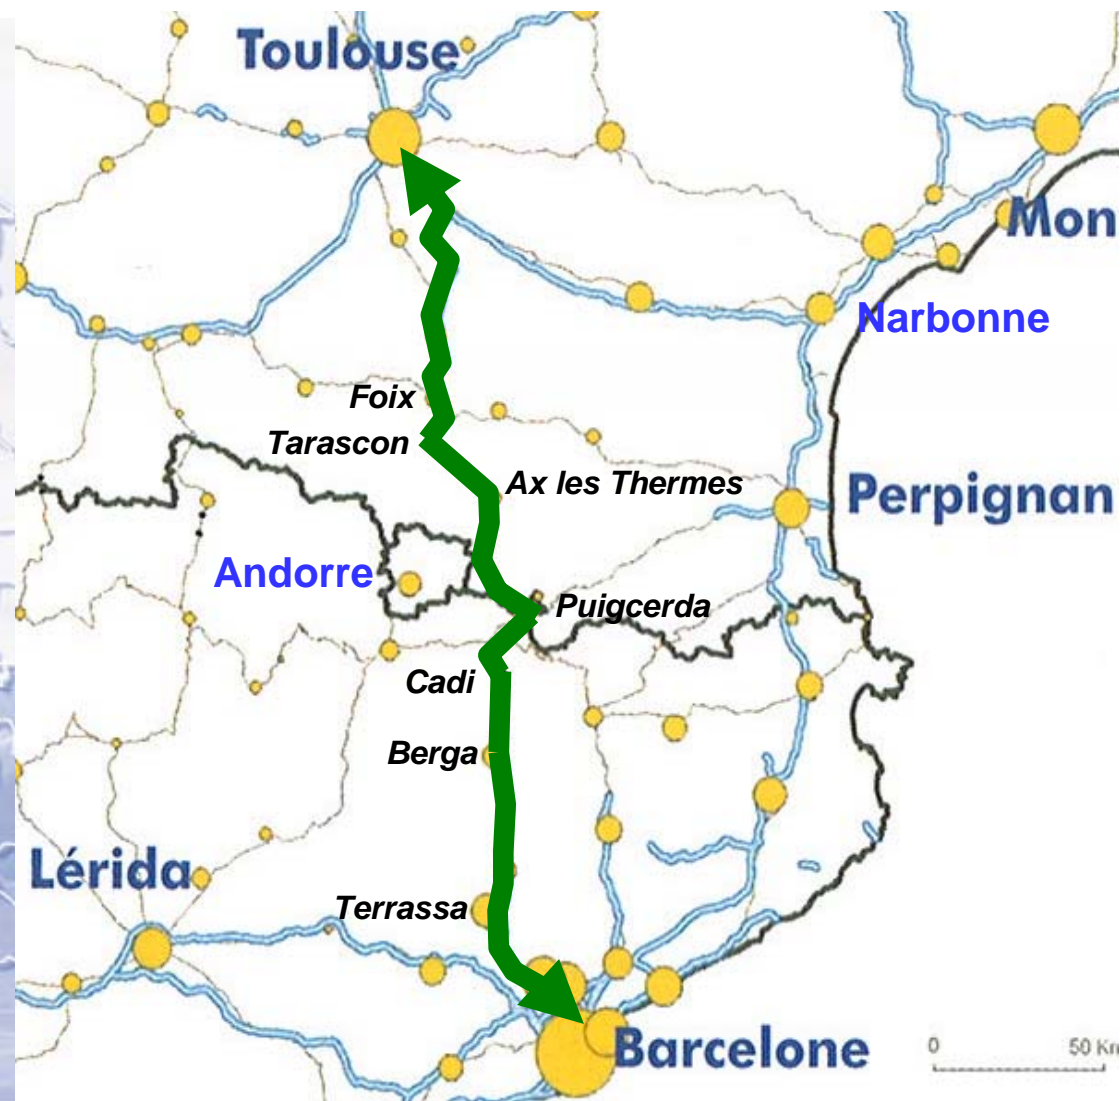 Toulouse
Mon
Narbonne
Foix
Tarascon
Ax les Thermes
Perpignan
Andorre
Puigcerda
Cadi
Berga
Lérida
Terrassa
Barcelone
0 50 Km